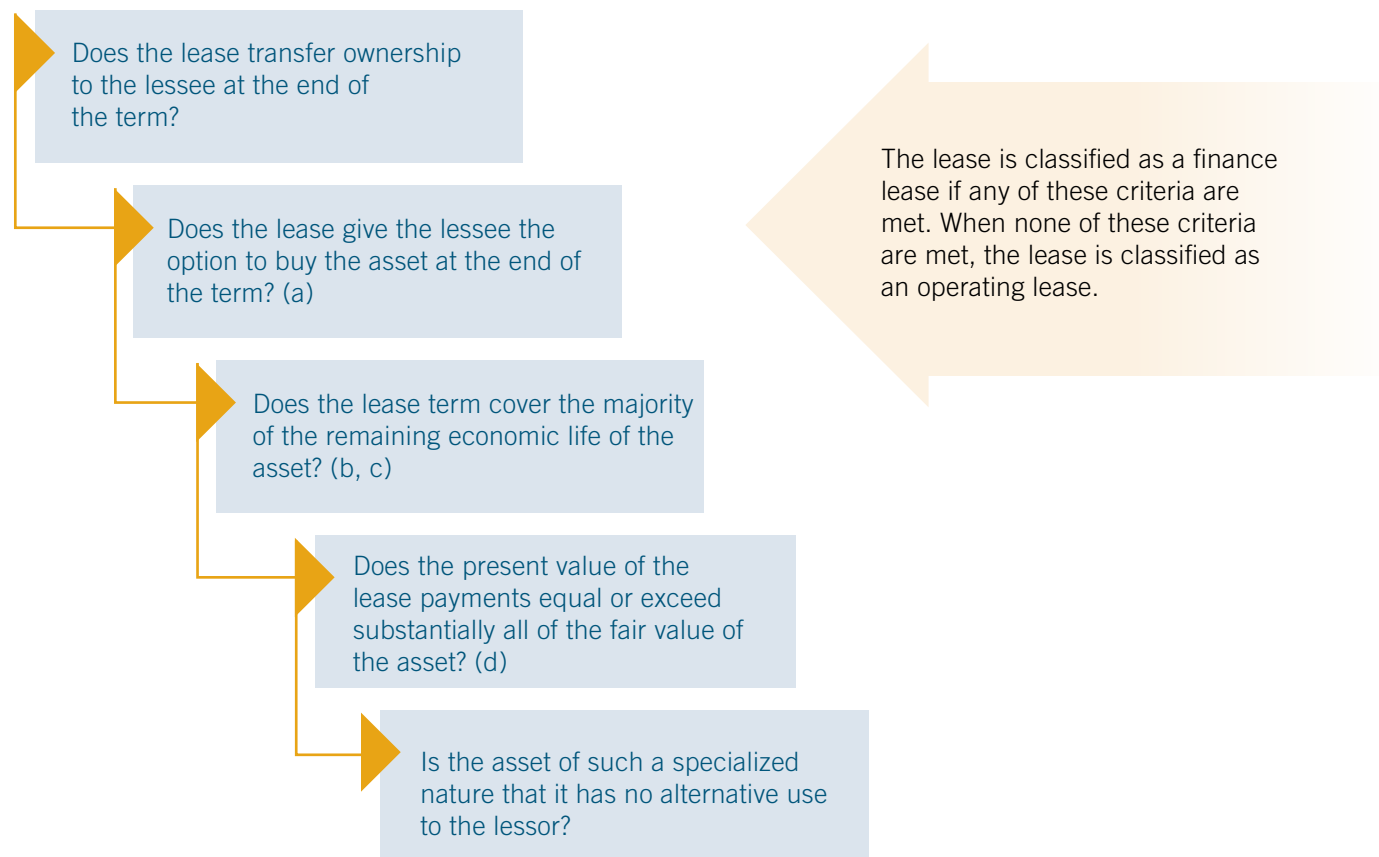 Does the lease transfer ownership
to the lessee at the end of
the term?
Does the lease give the lessee the
option to buy the asset at the end of
the term? (a)
Does the lease term cover the majority
of the remaining economic life of the
asset? (b, c)
Does the present value of the
lease payments equal or exceed
substantially all of the fair value of
the asset? (d)
Is the asset of such a specialized
nature that it has no alternative use
to the lessor?
The lease is classified as a finance
lease if any of these criteria are
met. When none of these criteria
are met, the lease is classified as
an operating lease.